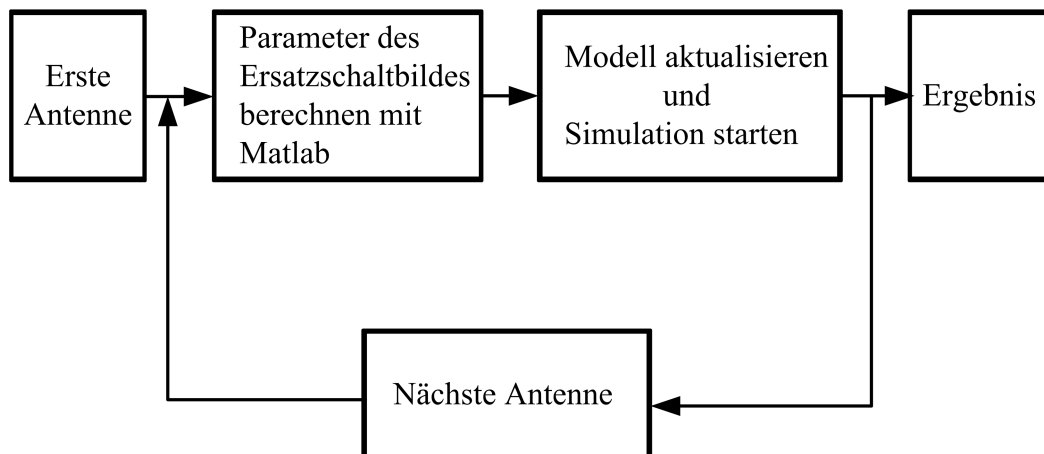 Erste
Antenne
Parameter des
Ersatzschaltbildes
berechnen mit
Matlab
Modell aktualisieren
und
Simulation starten
Ergebnis
Nächste Antenne